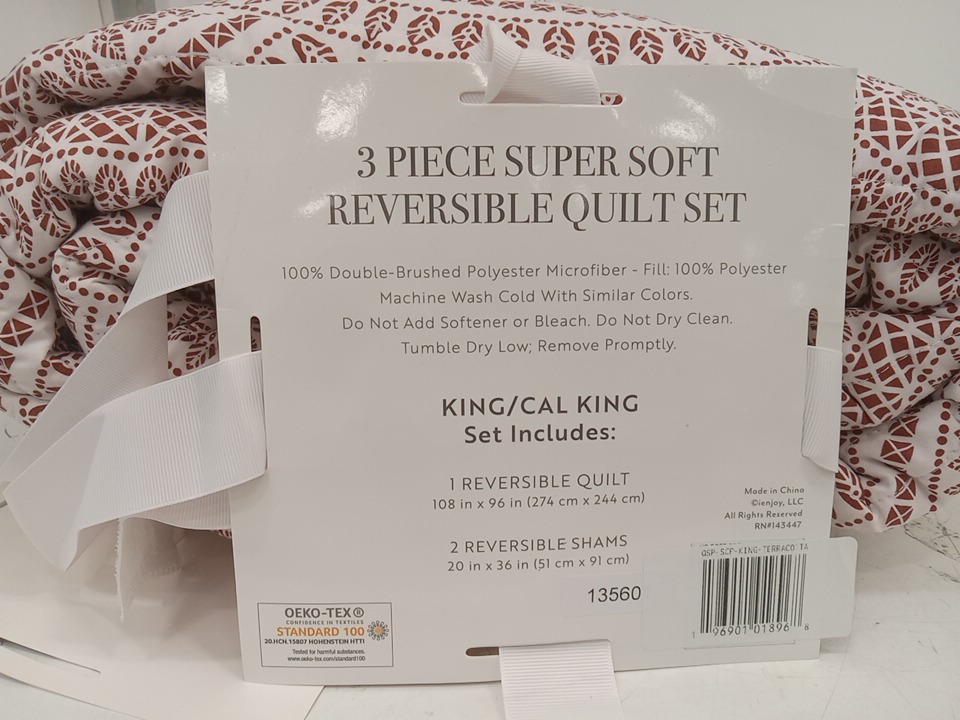 3 PIECE SUPER SOFT
REVERSIBLE QUILT SET
100% Double-Brushed Polyester Microfiber - Fill: 100% Polyester
Machine Wash Cold With Similar Colors.
Do Not Add Softener or Bleach. Do Not Dry Clean.
Tumble Dry Low; Remove Promptly.
KING/CAL KING
Set Includes:
1 REVERSIBLE QUILT
108 in x 96 in (274 cm x 244 cm)
2 REVERSIBLE SHAMS
20 in x 36 in (51 cm x 91 cm)
13560
Made in China
©ienjoy, LLC
All Rights Reserved
RN#143447
QSP-SCF-KING-TERRACOTTA
1 96901 01896 8
OEKO-TEX®
CONFIDENCE IN TEXTILES
STANDARD 100
20.HCN.15807 HOHENSTEIN HTTI
Tested for harmful substances.
www.oeko-tex.com/standard100